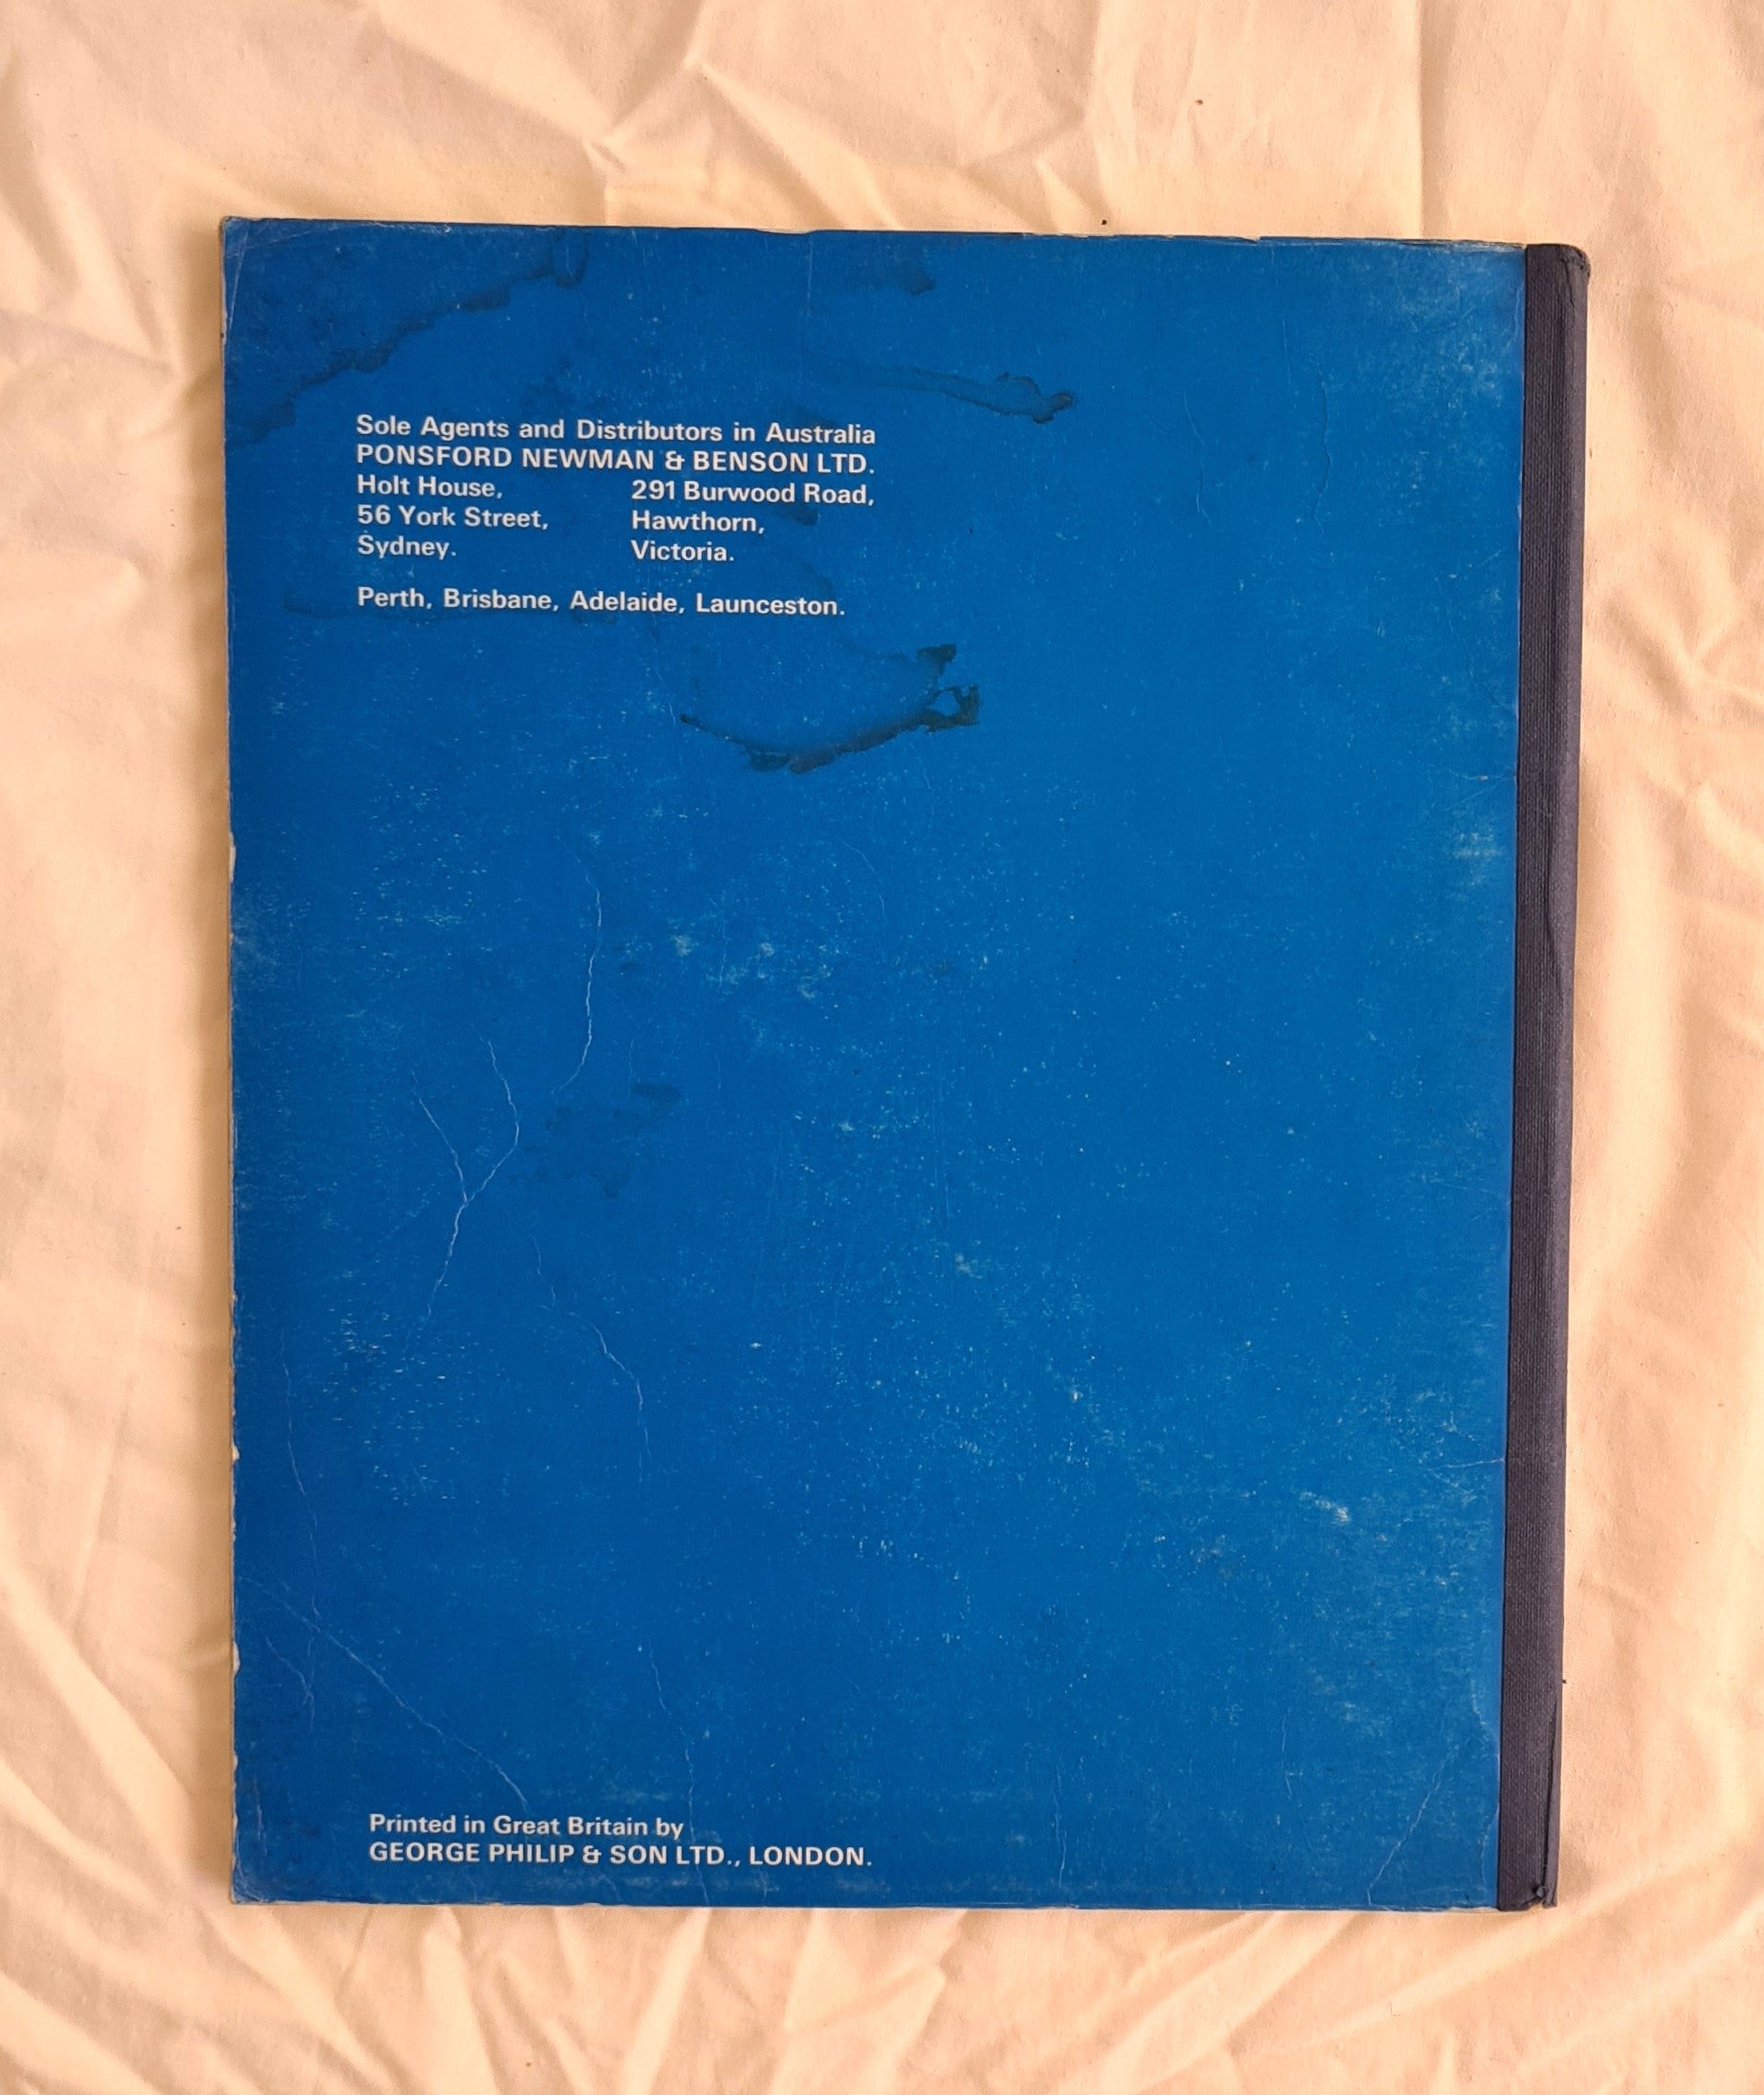 Sole Agents and Distributors in Australia
PONSFORD NEWMAN & BENSON LTD.
Holt House,
56 York Street,
Sydney.
291 Burwood Road,
Hawthorn,
Victoria.
Perth, Brisbane, Adelaide, Launceston.
Printed in Great Britain by
GEORGE PHILIP & SON LTD., LONDON.